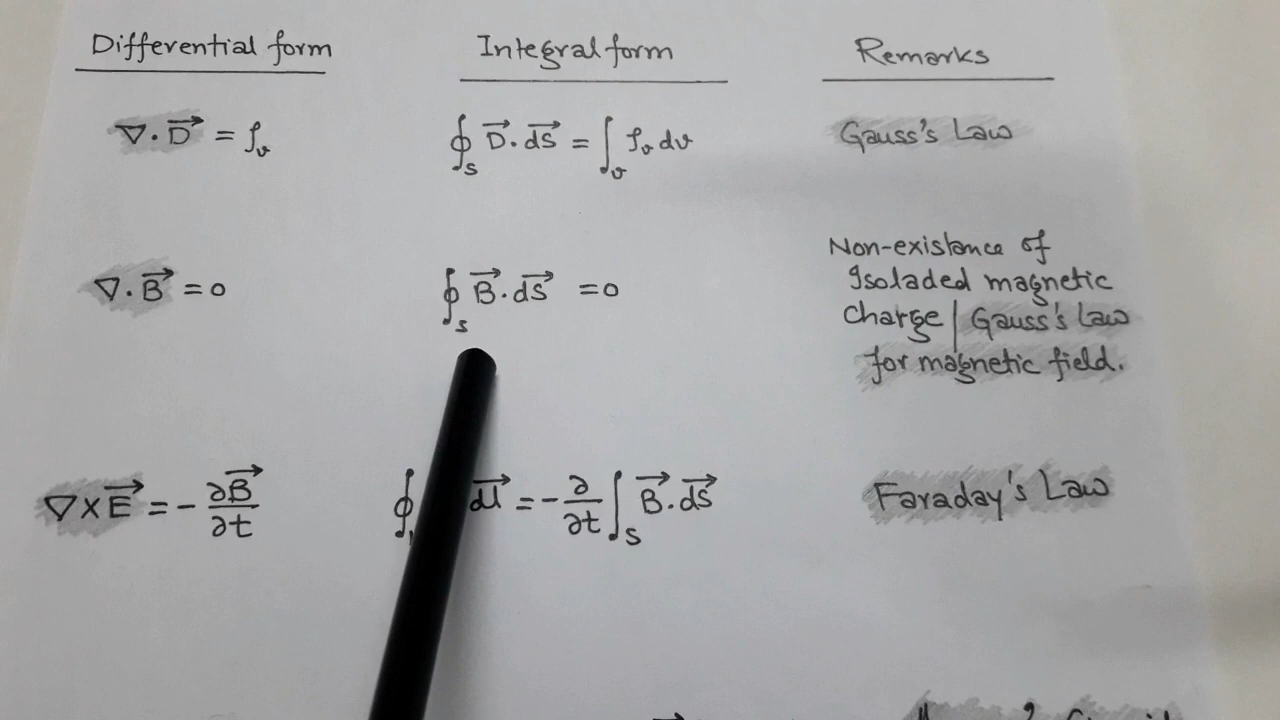 Differential form Integral form Remarks
∇·D⃗ = ρᵥ ∮ₛ D⃗·dS⃗ = ∫ᵥ ρᵥ dv Gauss's Law
Non-existance of
∇·B⃗ = 0 ∮ₛ B⃗·dS⃗ = 0 Isoladed magnetic
Charge / Gauss's Law
for magnetic field.
∇×E⃗ = - ∂B⃗/∂t ∮ dl⃗ = - ∂/∂t ∫ₛ B⃗·dS⃗ Faraday's Law